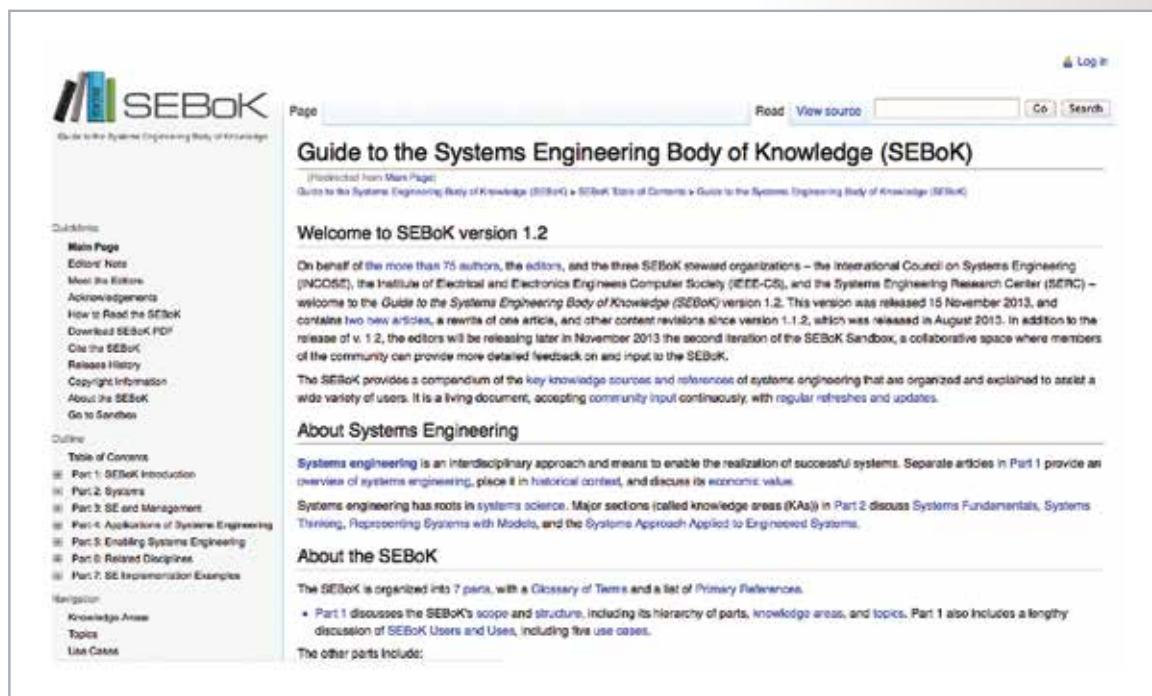 Log in
SEBoK
Guide to the Systems Engineering Body of Knowledge
Page
Read View source
Go Search
Guide to the Systems Engineering Body of Knowledge (SEBoK)
(Redirected from Main Page)
Guide to the Systems Engineering Body of Knowledge (SEBoK) » SEBoK Table of Contents » Guide to the Systems Engineering Body of Knowledge (SEBoK)
Quicklinks
Main Page
Editors' Note
Meet the Editors
Acknowledgements
How to Read the SEBoK
Download SEBoK PDF
Cite the SEBoK
Release History
Copyright Information
About the SEBoK
Go to Sandbox
Outline
Table of Contents
Part 1: SEBoK Introduction
Part 2: Systems
Part 3: SE and Management
Part 4: Applications of Systems Engineering
Part 5: Enabling Systems Engineering
Part 6: Related Disciplines
Part 7: SE Implementation Examples
Navigation
Knowledge Areas
Topics
Use Cases
Welcome to SEBoK version 1.2
On behalf of the more than 75 authors, the editors, and the three SEBoK steward organizations – the International Council on Systems Engineering
(INCOSE), the Institute of Electrical and Electronics Engineers Computer Society (IEEE-CS), and the Systems Engineering Research Center (SERC) –
welcome to the Guide to the Systems Engineering Body of Knowledge (SEBoK) version 1.2. This version was released 15 November 2013, and
contains two new articles, a rewrite of one article, and other content revisions since version 1.1.2, which was released in August 2013. In addition to the
release of v. 1.2, the editors will be releasing later in November 2013 the second iteration of the SEBoK Sandbox, a collaborative space where members
of the community can provide more detailed feedback on and input to the SEBoK.
The SEBoK provides a compendium of the key knowledge sources and references of systems engineering that are organized and explained to assist a
wide variety of users. It is a living document, accepting community input continuously, with regular refreshes and updates.
About Systems Engineering
Systems engineering is an interdisciplinary approach and means to enable the realization of successful systems. Separate articles in Part 1 provide an
overview of systems engineering, place it in historical context, and discuss its economic value.
Systems engineering has roots in systems science. Major sections (called knowledge areas (KAs)) in Part 2 discuss Systems Fundamentals, Systems
Thinking, Representing Systems with Models, and the Systems Approach Applied to Engineered Systems.
About the SEBoK
The SEBoK is organized into 7 parts, with a Glossary of Terms and a list of Primary References.
• Part 1 discusses the SEBoK's scope and structure, including its hierarchy of parts, knowledge areas, and topics. Part 1 also includes a lengthy
discussion of SEBoK Users and Uses, including five use cases.
The other parts include: